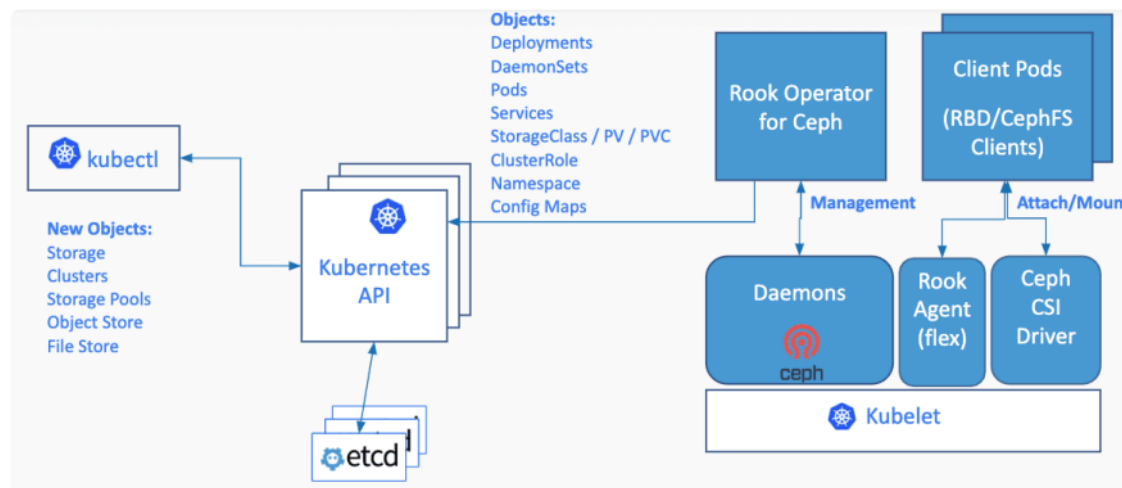 Objects:
Deployments
DaemonSets
Pods
Services
StorageClass / PV / PVC
ClusterRole
Namespace
Config Maps
kubectl
New Objects:
Storage
Clusters
Storage Pools
Object Store
File Store
Kubernetes
API
etcd
Rook Operator
for Ceph
Client Pods
(RBD/CephFS
Clients)
Management
Attach/Moun
Daemons
ceph
Rook
Agent
(flex)
Ceph
CSI
Driver
Kubelet